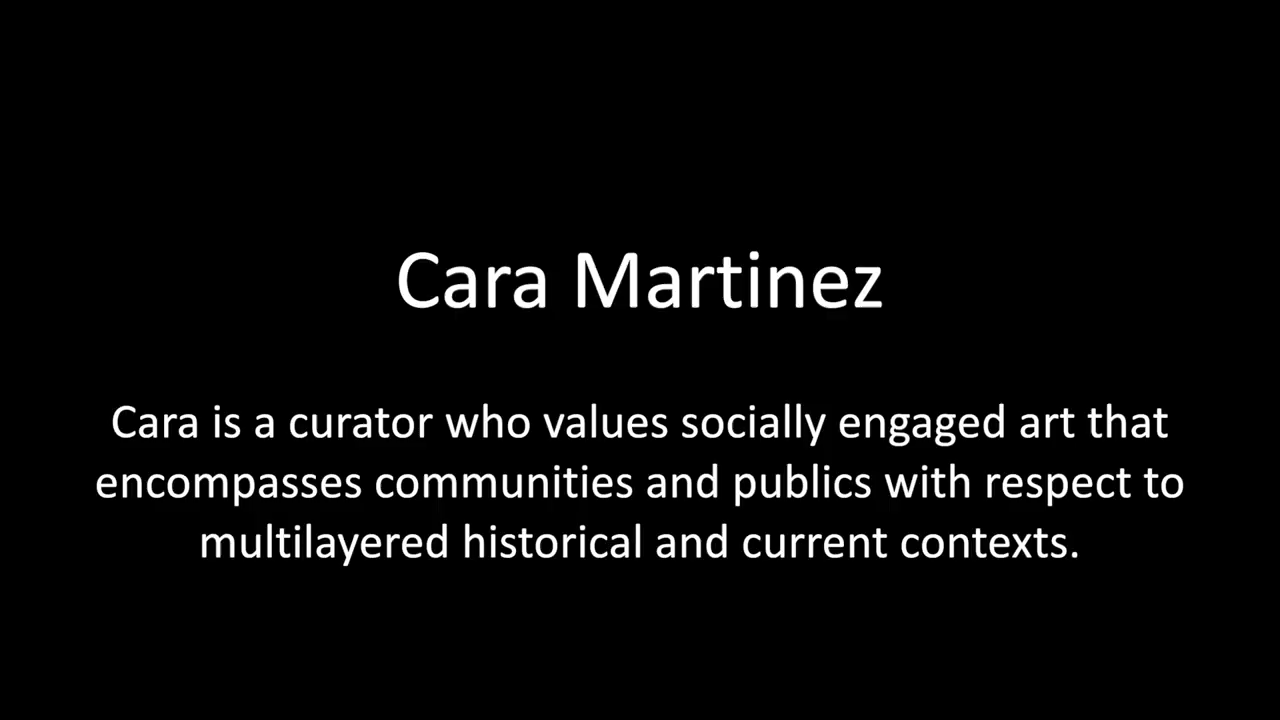 Cara Martinez
Cara is a curator who values socially engaged art that
encompasses communities and publics with respect to
multilayered historical and current contexts.